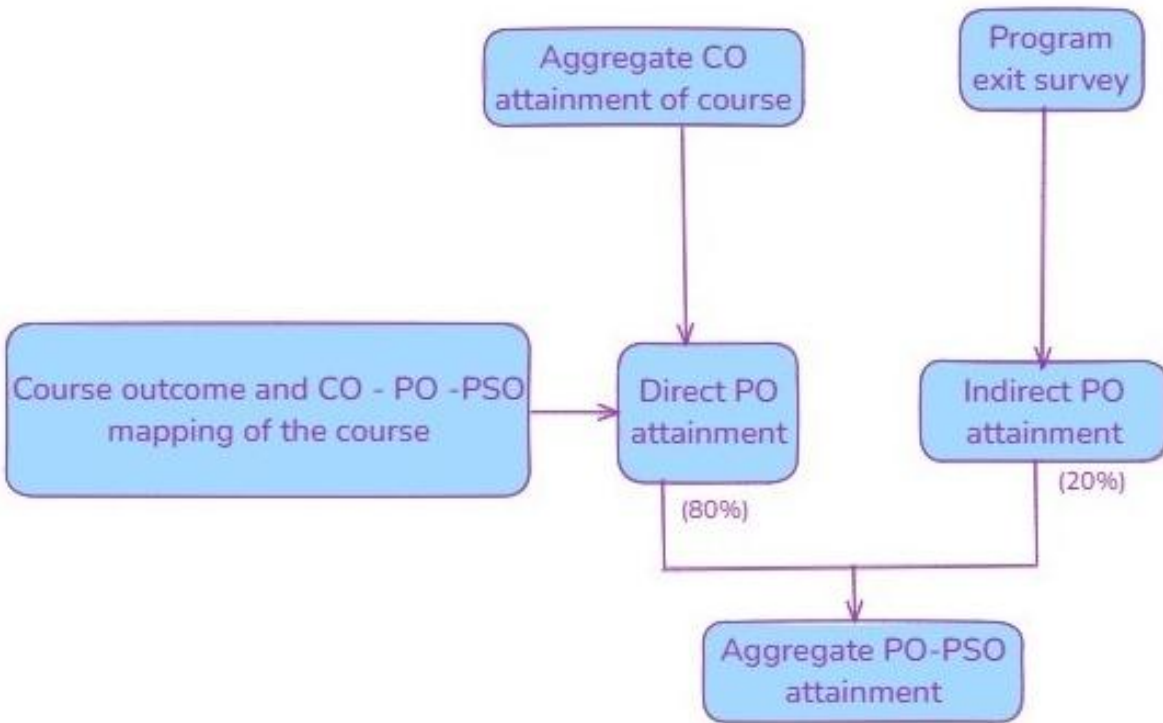 Aggregate CO
attainment of course
Program
exit survey
Course outcome and CO - PO -PSO
mapping of the course
Direct PO
attainment
Indirect PO
attainment
(80%)
(20%)
Aggregate PO-PSO
attainment